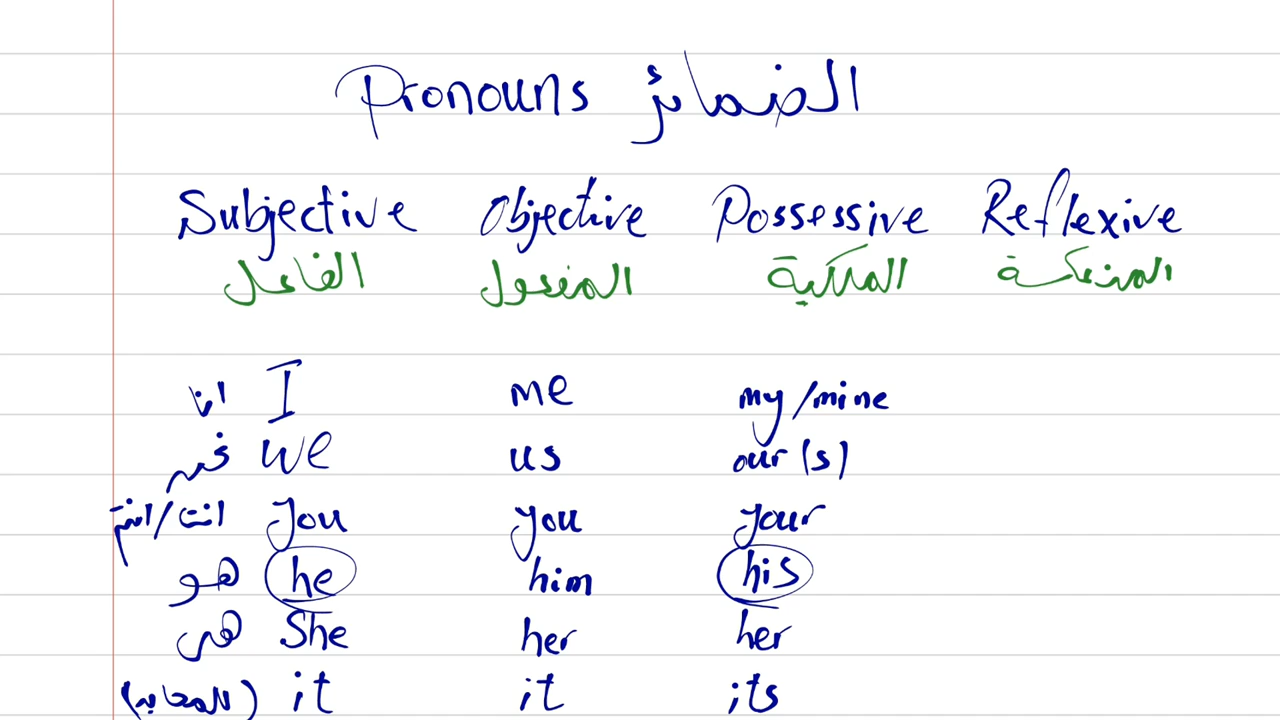 Pronouns الضمائر
Subjective Objective Possessive Reflexive
الفاعل المفعول الملكية المنعكسة
انا I me my/mine
نحن we us our(s)
انت/انتم you you your
هو he him his
هي She her her
it it its